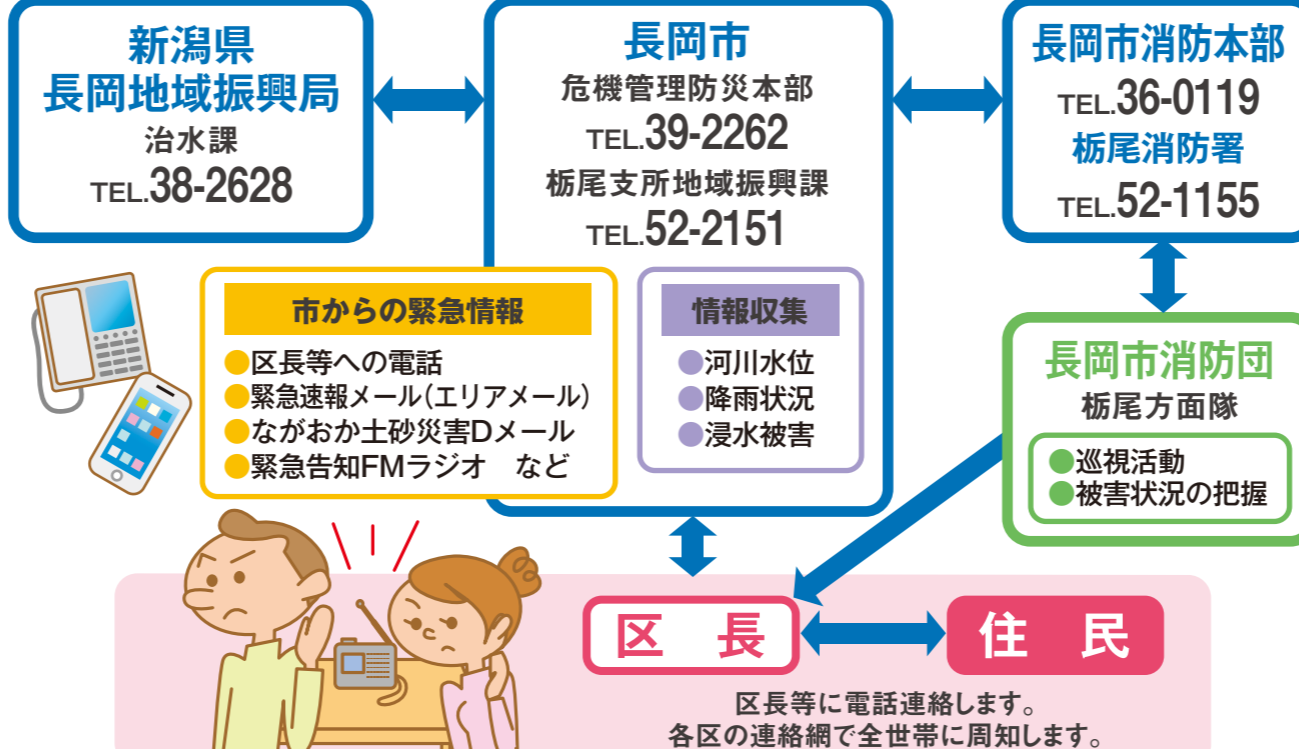 新潟県
長岡地域振興局
治水課
TEL.38-2628
長岡市
危機管理防災本部
TEL.39-2262
栃尾支所地域振興課
TEL.52-2151
長岡市消防本部
TEL.36-0119
栃尾消防署
TEL.52-1155
市からの緊急情報
●区長等への電話
●緊急速報メール(エリアメール)
●ながおか土砂災害Dメール
●緊急告知FMラジオ　など
情報収集
●河川水位
●降雨状況
●浸水被害
長岡市消防団
栃尾方面隊
●巡視活動
●被害状況の把握
区　長
住　民
区長等に電話連絡します。
各区の連絡網で全世帯に周知します。